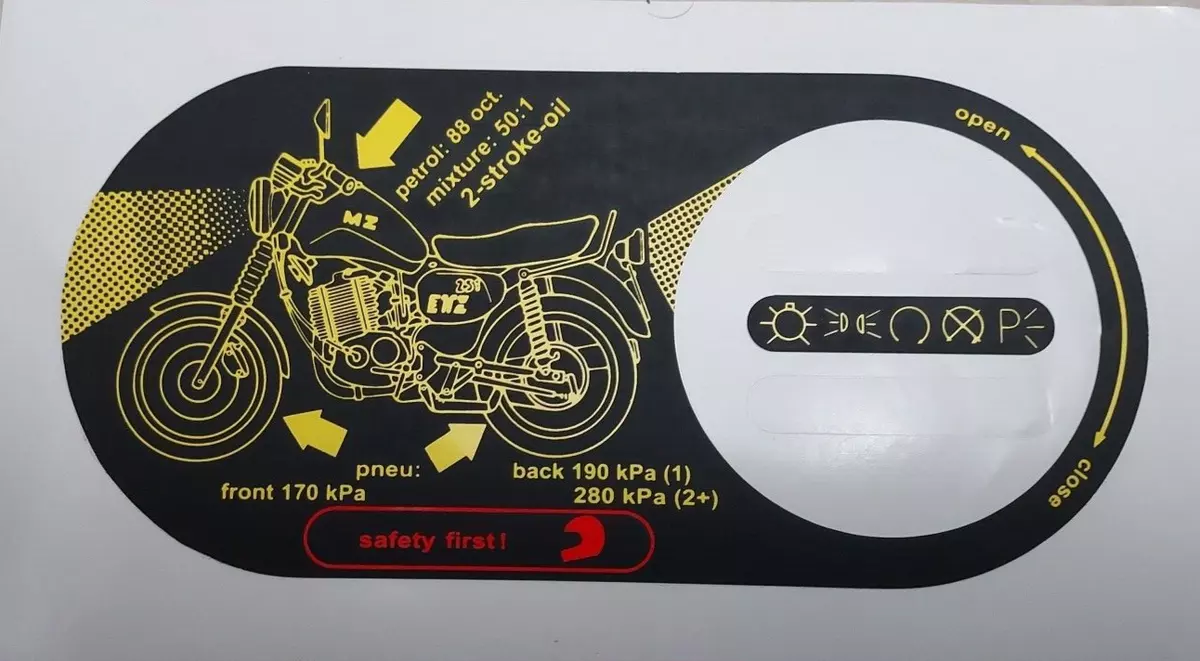 petrol: 88 oct.
mixture: 50:1
2-stroke-oil
open
MZ
251
ETZ
P
close
pneu:
front 170 kPa
back 190 kPa (1)
280 kPa (2+)
safety first!